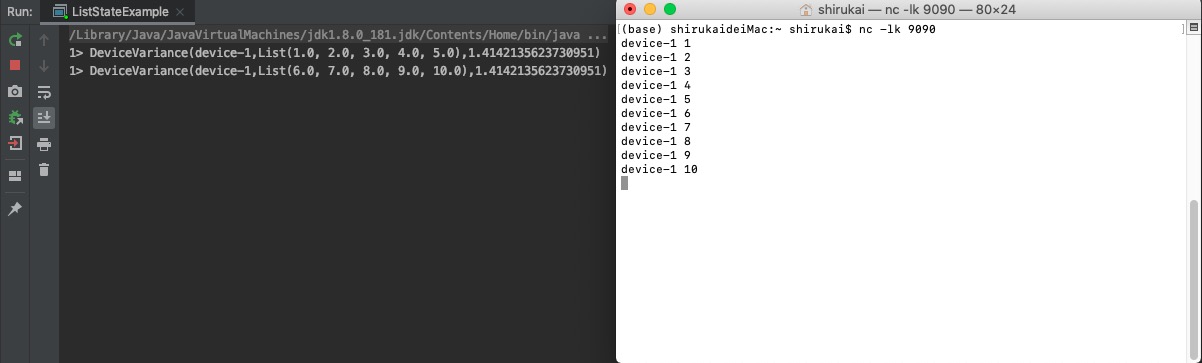 Run: ListStateExample
/Library/Java/JavaVirtualMachines/jdk1.8.0_181.jdk/Contents/Home/bin/java ...
1> DeviceVariance(device-1,List(1.0, 2.0, 3.0, 4.0, 5.0),1.4142135623730951)
1> DeviceVariance(device-1,List(6.0, 7.0, 8.0, 9.0, 10.0),1.4142135623730951)
shirukai — nc -lk 9090 — 80×24
[(base) shirukaideiMac:~ shirukai$ nc -lk 9090 ]
device-1 1
device-1 2
device-1 3
device-1 4
device-1 5
device-1 6
device-1 7
device-1 8
device-1 9
device-1 10